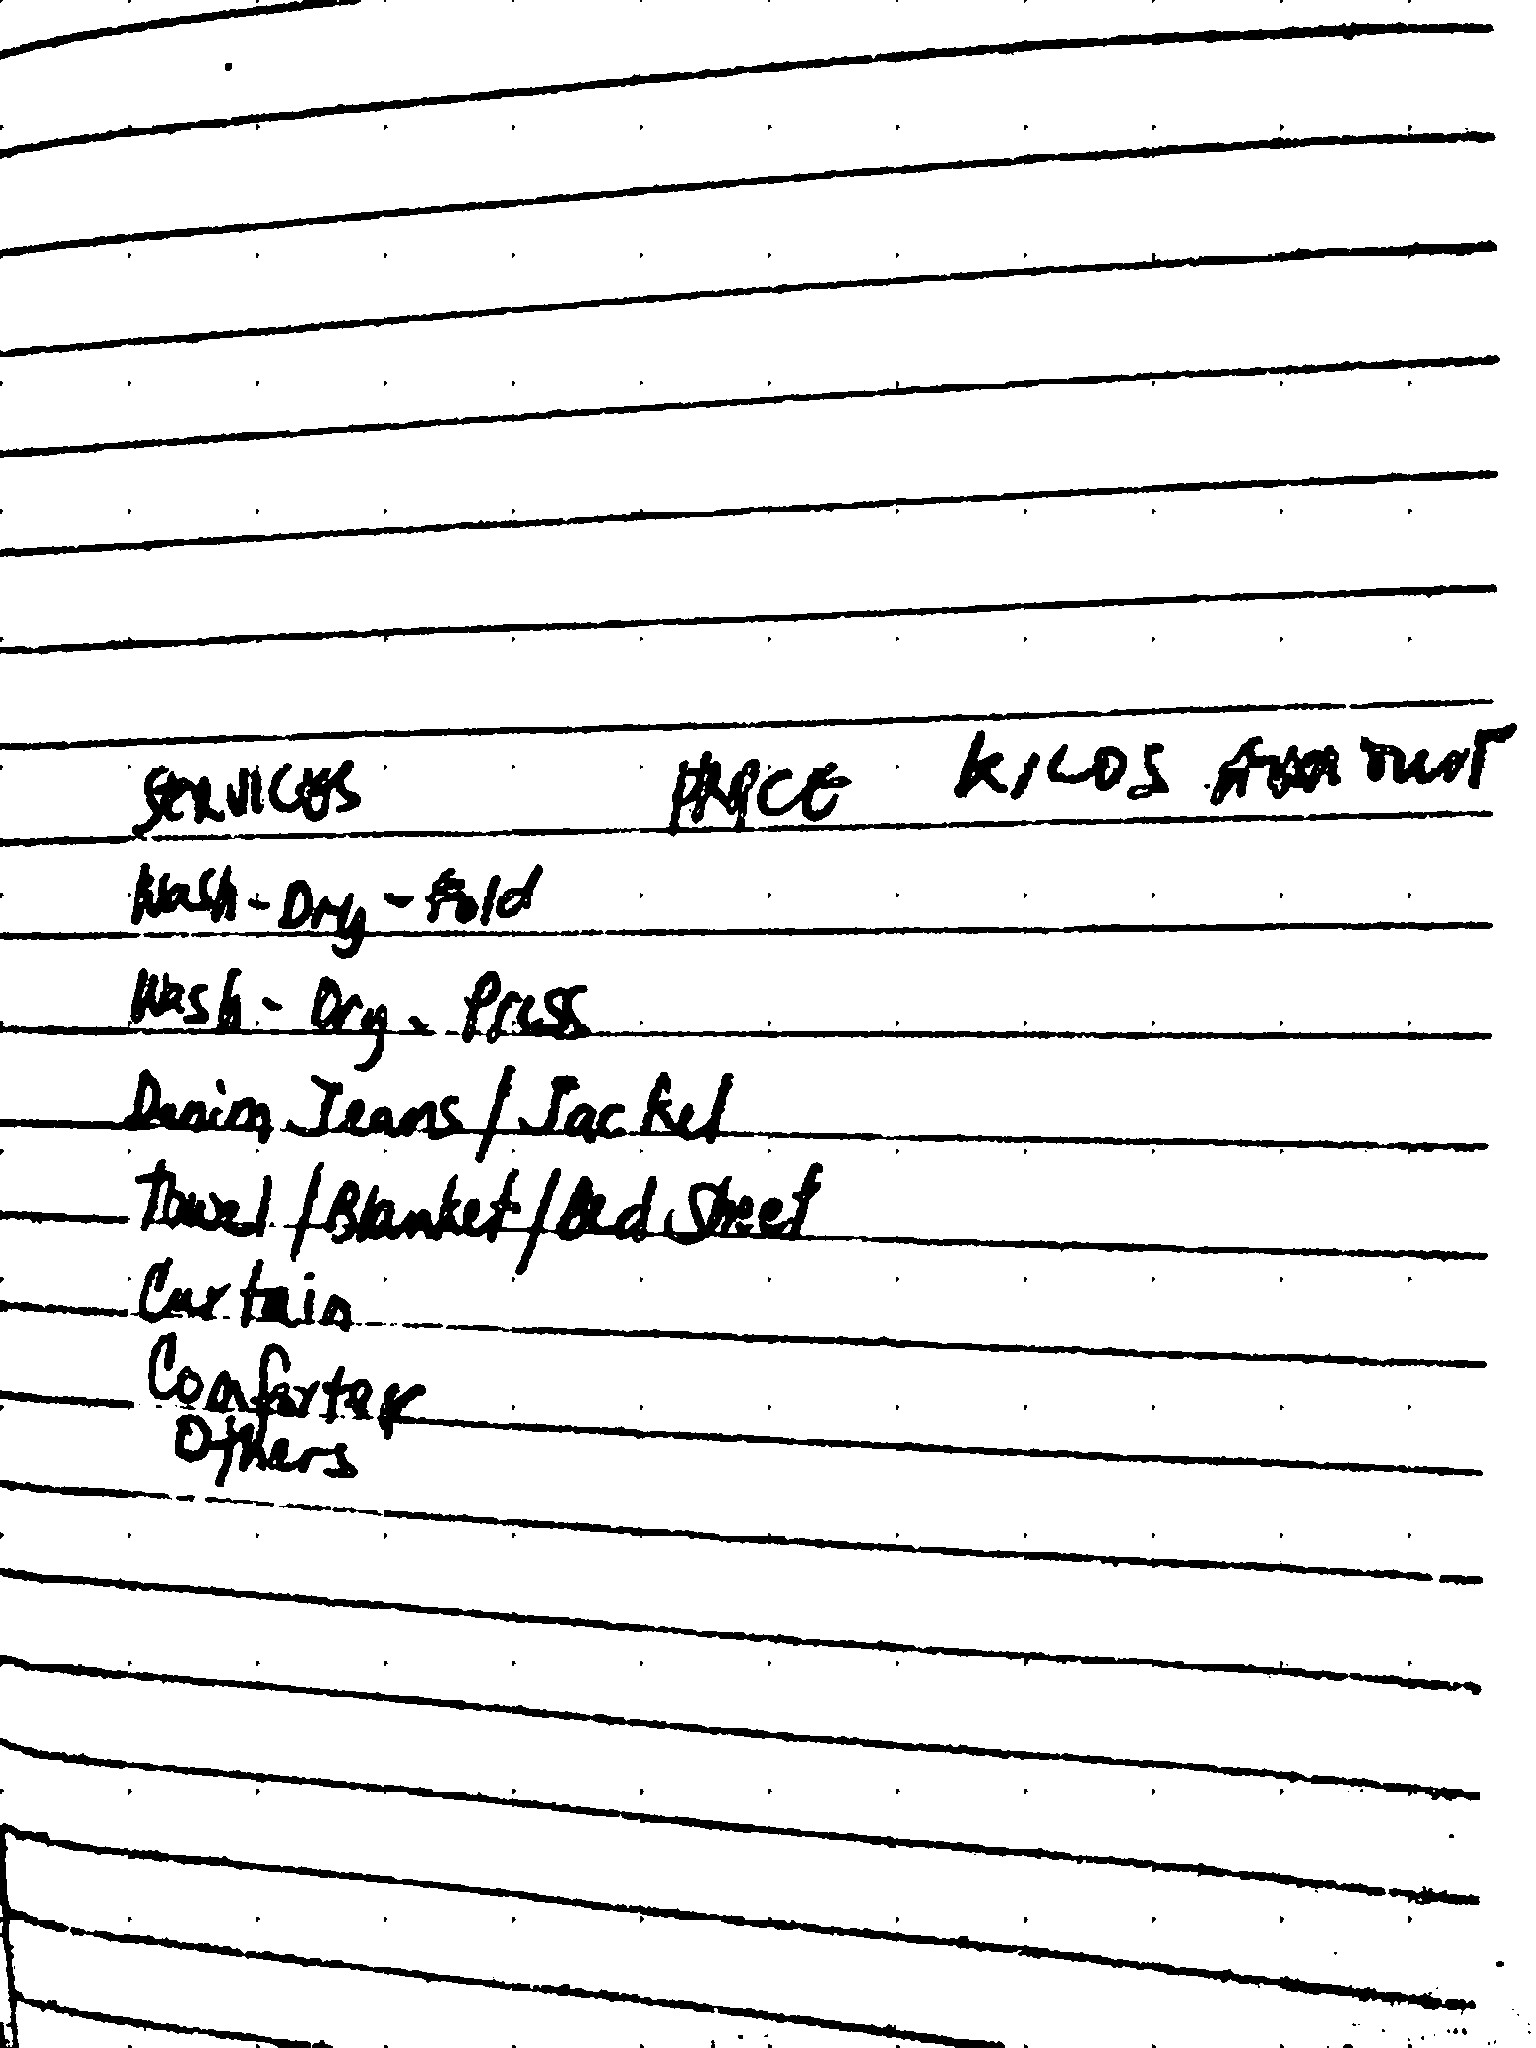 SERVICES PRICE KILOS AMOUNT
Wash - Dry - Fold
Wash - Dry - Press
Denim Jeans / Jacket
Towel / Blanket / Bed Sheet
Curtain
Comforter
Others